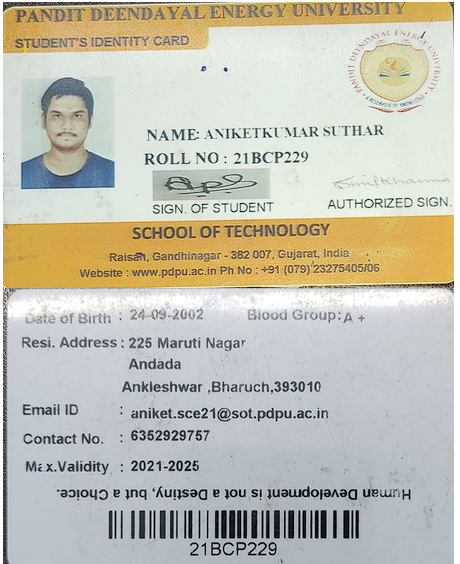 PANDIT DEENDAYAL ENERGY UNIVERSITY
STUDENT'S IDENTITY CARD
PANDIT DEENDAYAL ENERGY UNIVERSITY
A RESERVOIR OF KNOWLEDGE
NAME: ANIKETKUMAR SUTHAR
ROLL NO : 21BCP229
SIGN. OF STUDENT
AUTHORIZED SIGN.
SCHOOL OF TECHNOLOGY
Raisan, Gandhinagar - 382 007, Gujarat, India
Website : www.pdpu.ac.in Ph No : +91 (079) 23275405/06
Date of Birth : 24-09-2002 Blood Group: A +
Resi. Address : 225 Maruti Nagar
Andada
Ankleshwar ,Bharuch,393010
Email ID : aniket.sce21@sot.pdpu.ac.in
Contact No. : 6352929757
Max.Validity : 2021-2025
Human Development is not a Destiny, but a Choice.
21BCP229